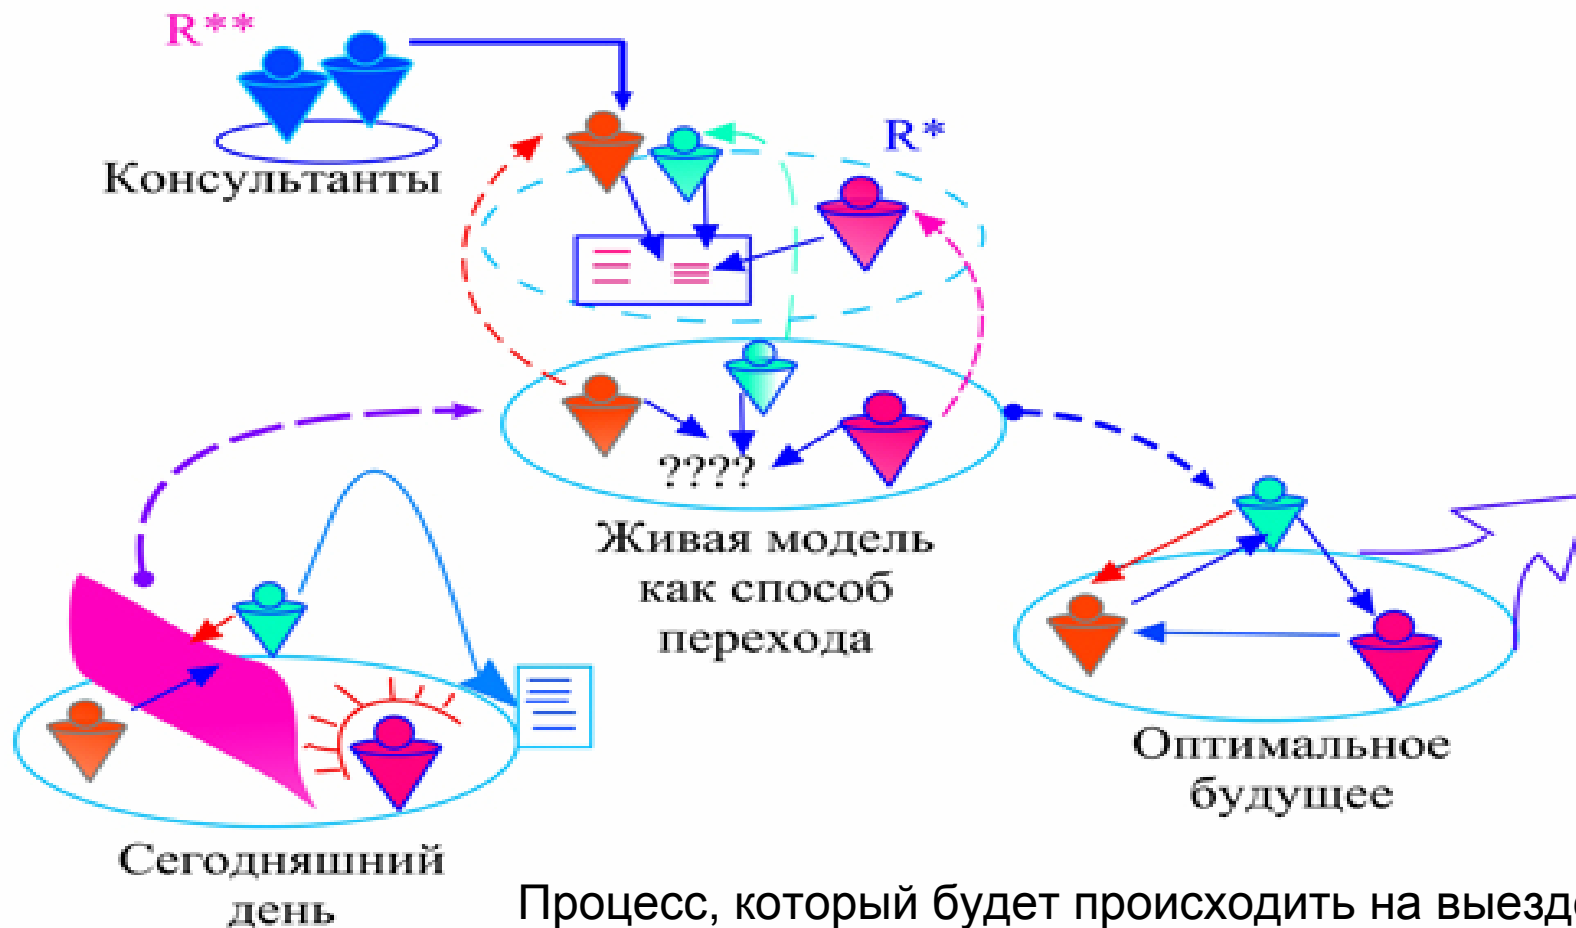 R**
Консультанты
R*
????
Живая модель
как способ
перехода
Оптимальное
будущее
Сегодняшний
день
Процесс, который будет происходить на выезд